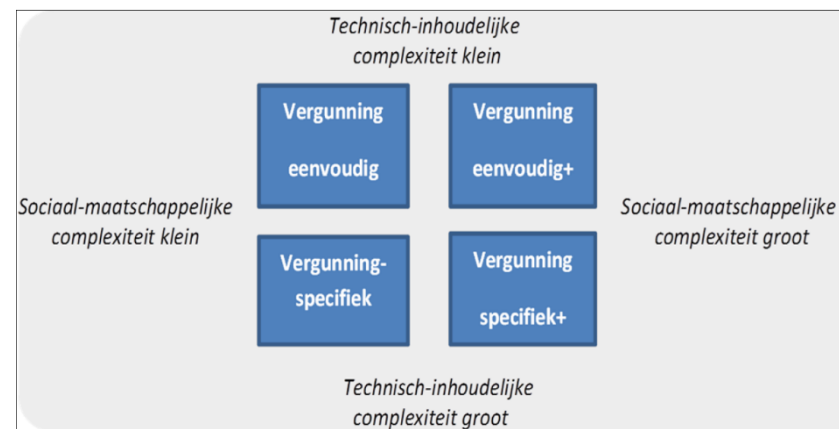 Technisch-inhoudelijke
complexiteit klein
Vergunning
eenvoudig
Vergunning
eenvoudig+
Sociaal-maatschappelijke
complexiteit klein
Sociaal-maatschappelijke
complexiteit groot
Vergunning-
specifiek
Vergunning
specifiek+
Technisch-inhoudelijke
complexiteit groot